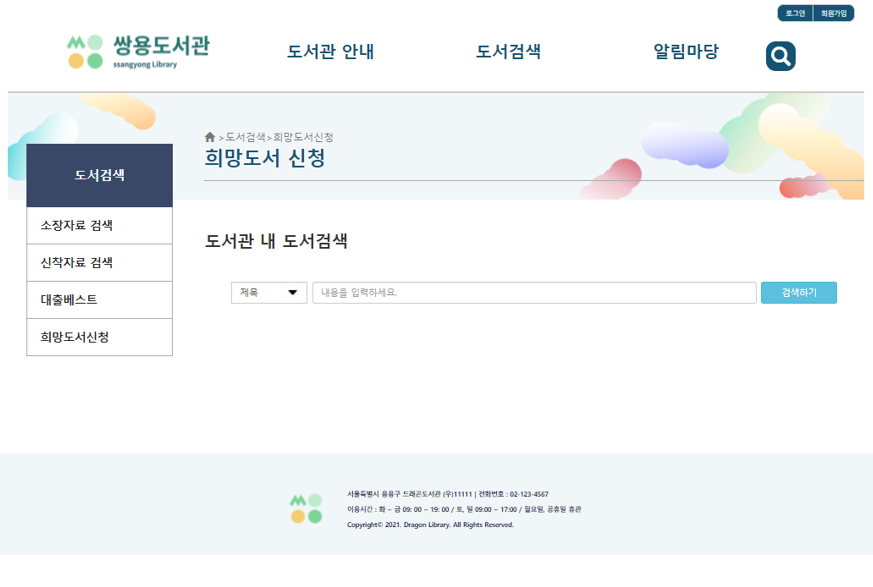 로그인 회원가입
쌍용도서관
ssangyong Library
도서관 안내 도서검색 알림마당
>도서검색>희망도서신청
희망도서 신청
도서검색
소장자료 검색
신착자료 검색
대출베스트
희망도서신청
도서관 내 도서검색
제목 내용을 입력하세요. 검색하기
서울특별시 용용구 드래곤도서관 (우)11111 | 전화번호 : 02-123-4567
이용시간 : 화 ~ 금 09: 00 ~ 19: 00 / 토, 일 09:00 ~ 17:00 / 월요일, 공휴일 휴관
Copyright© 2021. Dragon Library. All Rights Reserved.